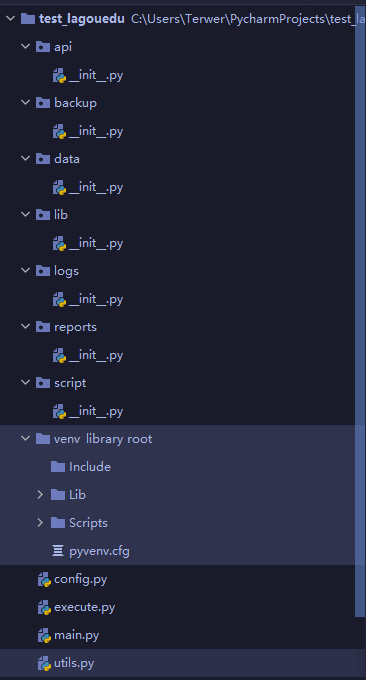 test_lagouedu C:\Users\Terwer\PycharmProjects\test_la
api
__init__.py
backup
__init__.py
data
__init__.py
lib
__init__.py
logs
__init__.py
reports
__init__.py
script
__init__.py
venv library root
Include
Lib
Scripts
pyvenv.cfg
config.py
execute.py
main.py
utils.py